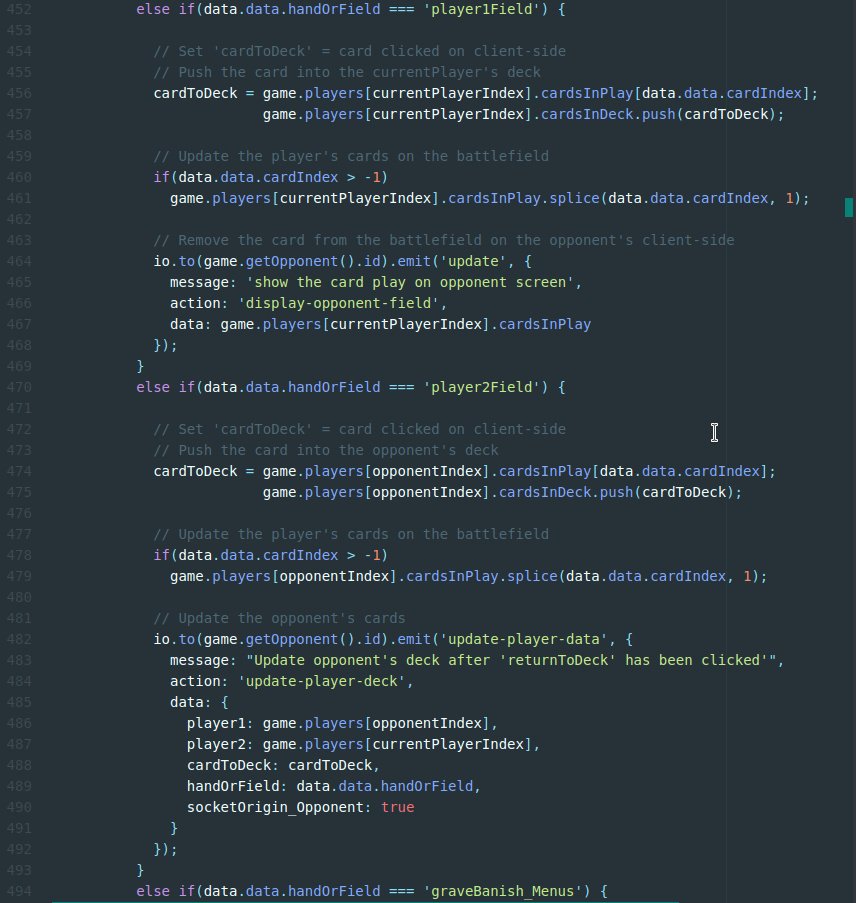 452 else if(data.data.handOrField === 'player1Field') {
453
454 // Set 'cardToDeck' = card clicked on client-side
455 // Push the card into the currentPlayer's deck
456 cardToDeck = game.players[currentPlayerIndex].cardsInPlay[data.data.cardIndex];
457 game.players[currentPlayerIndex].cardsInDeck.push(cardToDeck);
458
459 // Update the player's cards on the battlefield
460 if(data.data.cardIndex > -1)
461 game.players[currentPlayerIndex].cardsInPlay.splice(data.data.cardIndex, 1);
462
463 // Remove the card from the battlefield on the opponent's client-side
464 io.to(game.getOpponent().id).emit('update', {
465 message: 'show the card play on opponent screen',
466 action: 'display-opponent-field',
467 data: game.players[currentPlayerIndex].cardsInPlay
468 });
469 }
470 else if(data.data.handOrField === 'player2Field') {
471
472 // Set 'cardToDeck' = card clicked on client-side
473 // Push the card into the opponent's deck
474 cardToDeck = game.players[opponentIndex].cardsInPlay[data.data.cardIndex];
475 game.players[opponentIndex].cardsInDeck.push(cardToDeck);
476
477 // Update the player's cards on the battlefield
478 if(data.data.cardIndex > -1)
479 game.players[opponentIndex].cardsInPlay.splice(data.data.cardIndex, 1);
480
481 // Update the opponent's cards
482 io.to(game.getOpponent().id).emit('update-player-data', {
483 message: "Update opponent's deck after 'returnToDeck' has been clicked'",
484 action: 'update-player-deck',
485 data: {
486 player1: game.players[opponentIndex],
487 player2: game.players[currentPlayerIndex],
488 cardToDeck: cardToDeck,
489 handOrField: data.data.handOrField,
490 socketOrigin_Opponent: true
491 }
492 });
493 }
494 else if(data.data.handOrField === 'graveBanish_Menus') {